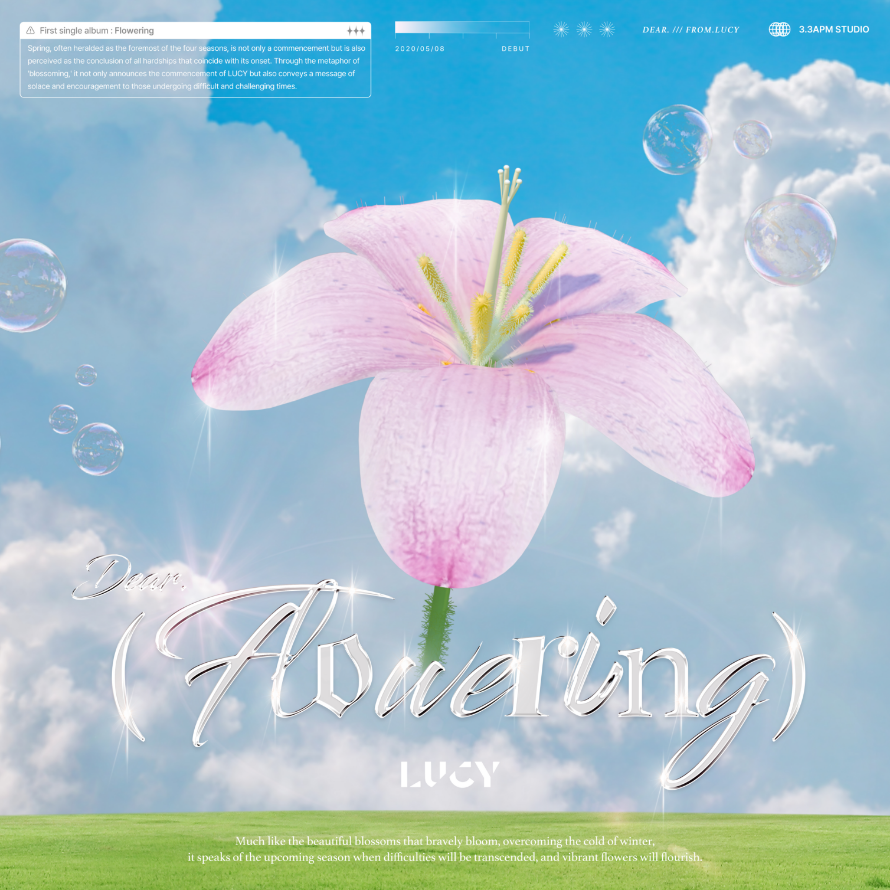 First single album : Flowering
Spring, often heralded as the foremost of the four seasons, is not only a commencement but is also
perceived as the conclusion of all hardships that coincide with its onset. Through the metaphor of
'blossoming,' it not only announces the commencement of LUCY but also conveys a message of
solace and encouragement to those undergoing difficult and challenging times.
2020/05/08 DEBUT
DEAR. /// FROM.LUCY
3.3APM STUDIO
Dear.
(Flowering)
LUCY
Much like the beautiful blossoms that bravely bloom, overcoming the cold of winter,
it speaks of the upcoming season when difficulties will be transcended, and vibrant flowers will flourish.